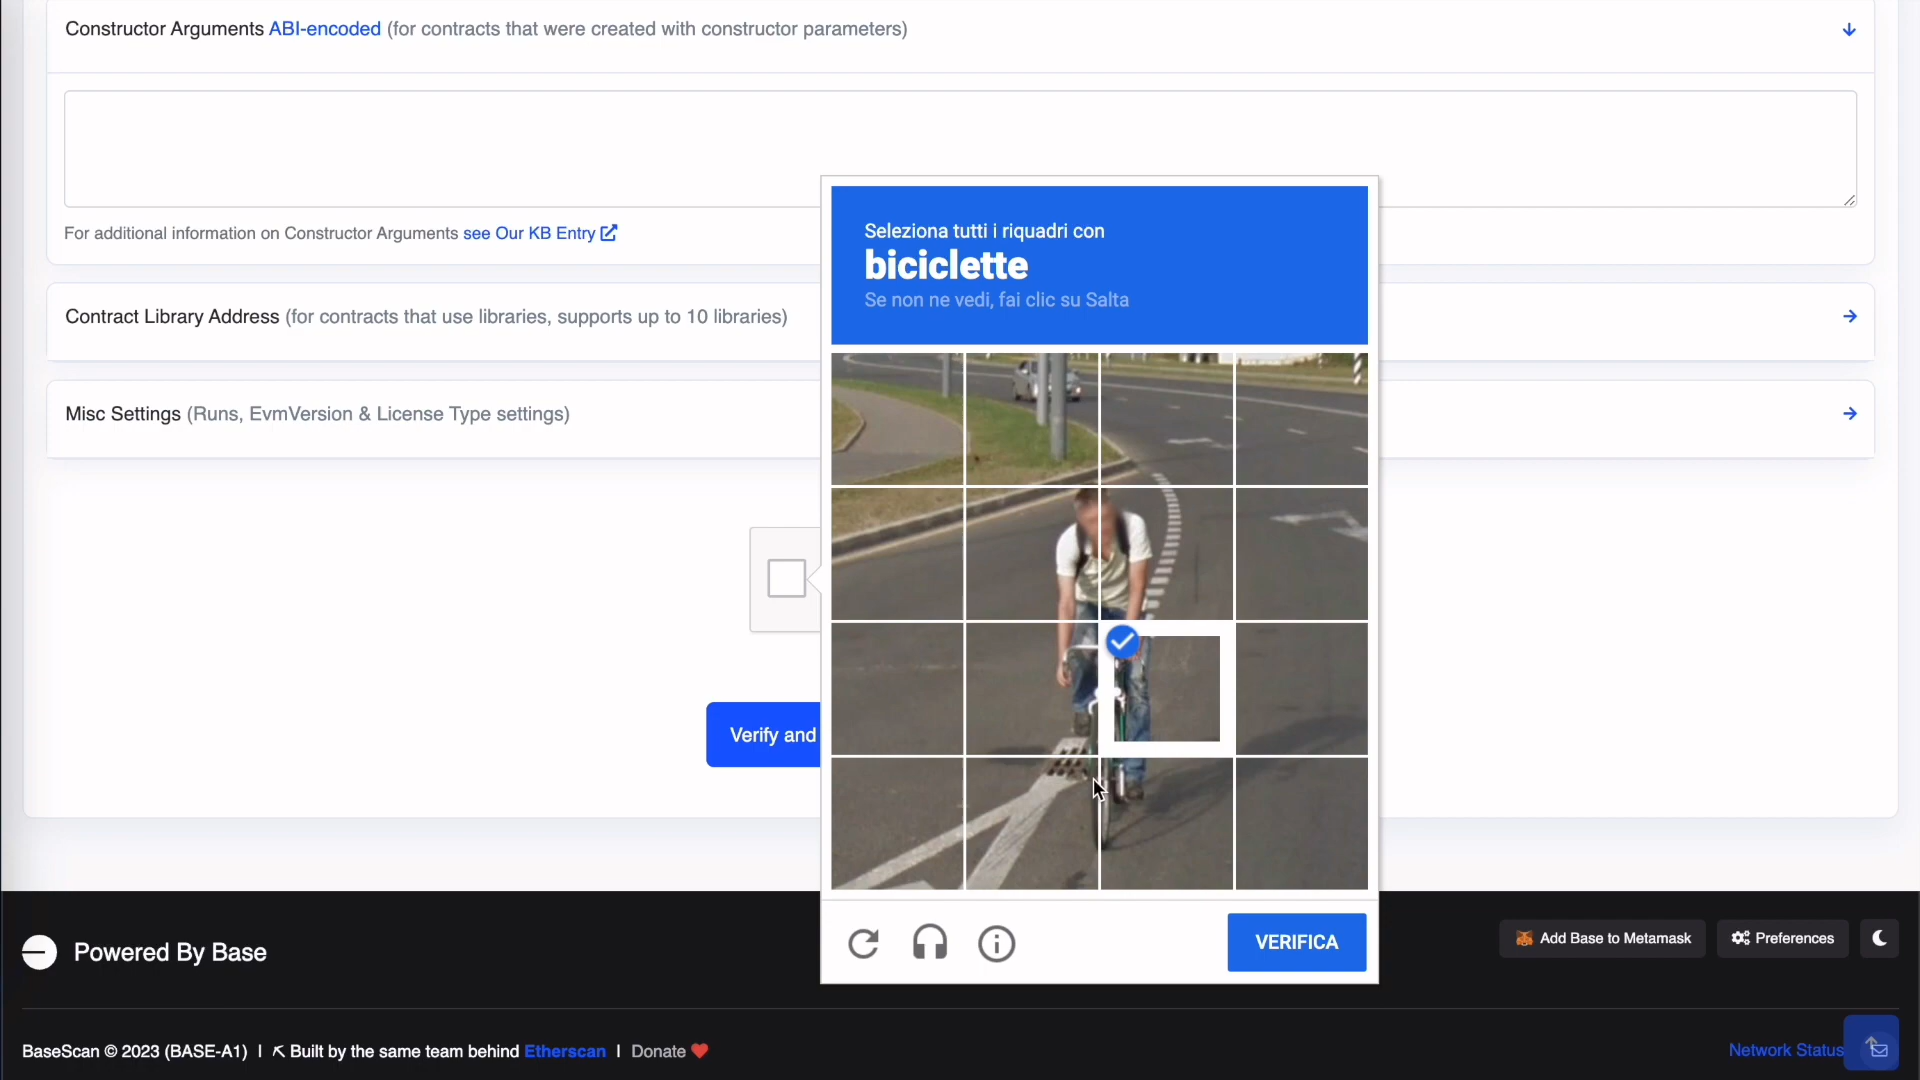 Constructor Arguments ABI-encoded (for contracts that were created with constructor parameters)
For additional information on Constructor Arguments see Our KB Entry
Contract Library Address (for contracts that use libraries, supports up to 10 libraries)
Misc Settings (Runs, EvmVersion & License Type settings)
Seleziona tutti i riquadri con
biciclette
Se non ne vedi, fai clic su Salta
Verify and
VERIFICA
Powered By Base
Add Base to Metamask
Preferences
BaseScan © 2023 (BASE-A1) | Built by the same team behind Etherscan | Donate
Network Status